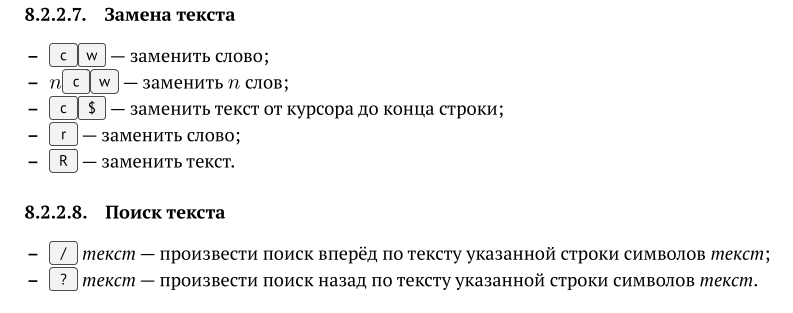 8.2.2.7. Замена текста
– c w — заменить слово;
– n c w — заменить n слов;
– c $ — заменить текст от курсора до конца строки;
– r — заменить слово;
– R — заменить текст.
8.2.2.8. Поиск текста
– / текст — произвести поиск вперёд по тексту указанной строки символов текст;
– ? текст — произвести поиск назад по тексту указанной строки символов текст.